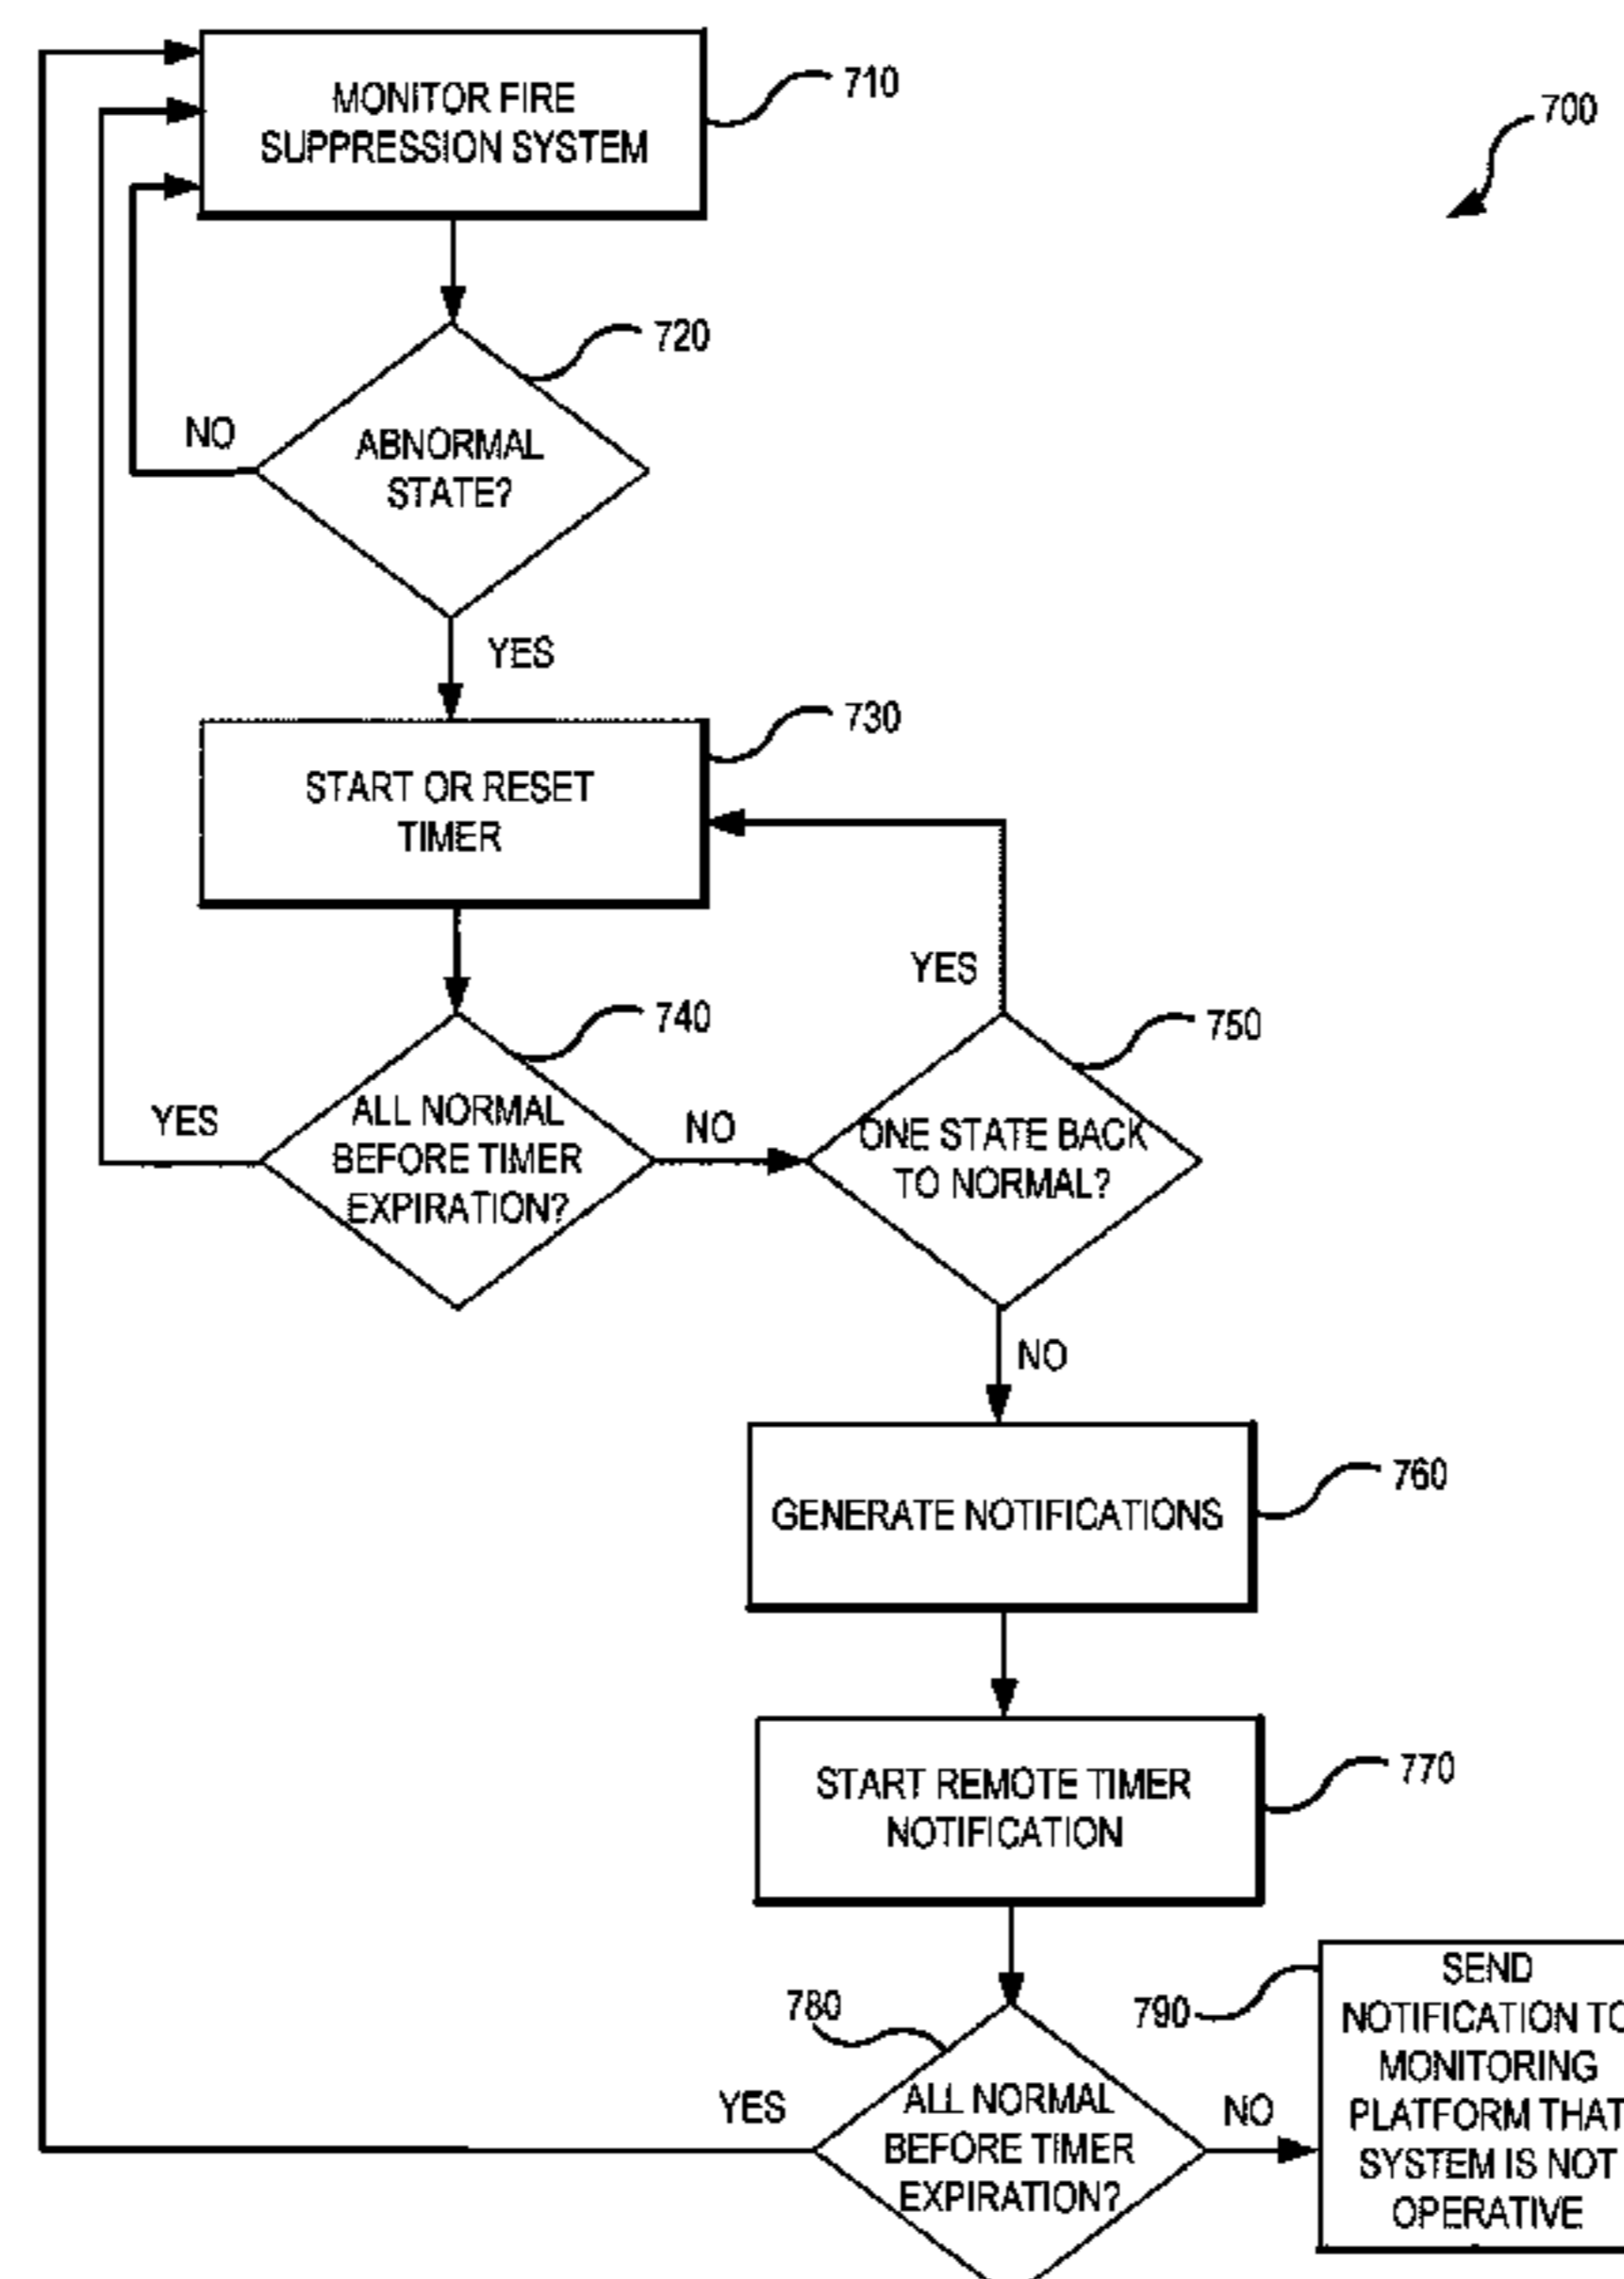 MONITOR FIRE
SUPPRESSION SYSTEM
710
700
720
ABNORMAL
STATE?
NO
YES
730
START OR RESET
TIMER
YES
740
750
ALL NORMAL
BEFORE TIMER
EXPIRATION?
YES
NO
ONE STATE BACK
TO NORMAL?
NO
760
GENERATE NOTIFICATIONS
770
START REMOTE TIMER
NOTIFICATION
780
790
ALL NORMAL
BEFORE TIMER
EXPIRATION?
YES
NO
SEND
NOTIFICATION TO
MONITORING
PLATFORM THAT
SYSTEM IS NOT
OPERATIVE